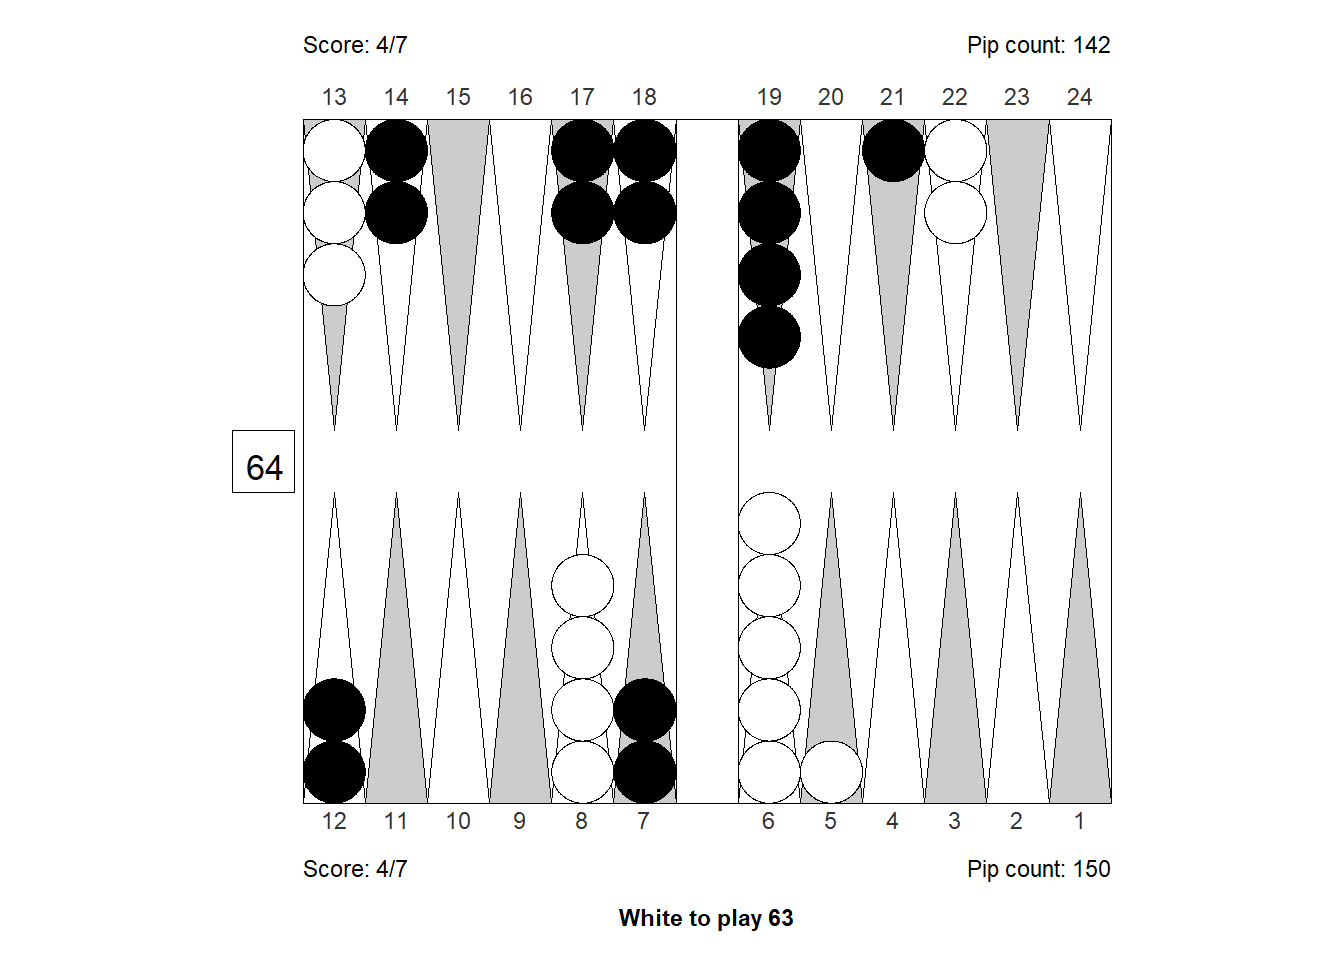 Score: 4/7 Pip count: 142
13 14 15 16 17 18 19 20 21 22 23 24
64
12 11 10 9 8 7 6 5 4 3 2 1
Score: 4/7 Pip count: 150
White to play 63